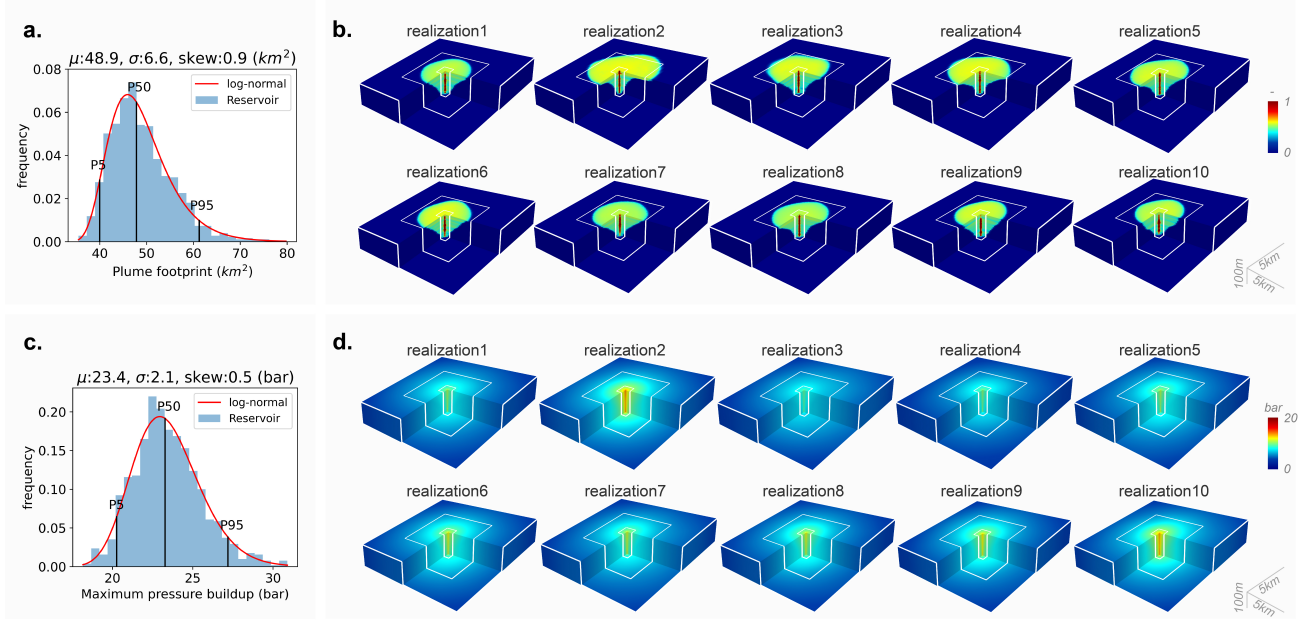 a.
μ:48.9, σ:6.6, skew:0.9 (km²)
0.08
0.06
0.04
0.02
0.00
frequency
P5
P50
P95
log-normal
Reservoir
40 50 60 70 80
Plume footprint (km²)
b.
realization1 realization2 realization3 realization4 realization5
realization6 realization7 realization8 realization9 realization10
-
1
0
100m
5km
5km
c.
μ:23.4, σ:2.1, skew:0.5 (bar)
0.20
0.15
0.10
0.05
0.00
frequency
P5
P50
P95
log-normal
Reservoir
20 25 30
Maximum pressure buildup (bar)
d.
realization1 realization2 realization3 realization4 realization5
realization6 realization7 realization8 realization9 realization10
bar
20
0
100m
5km
5km